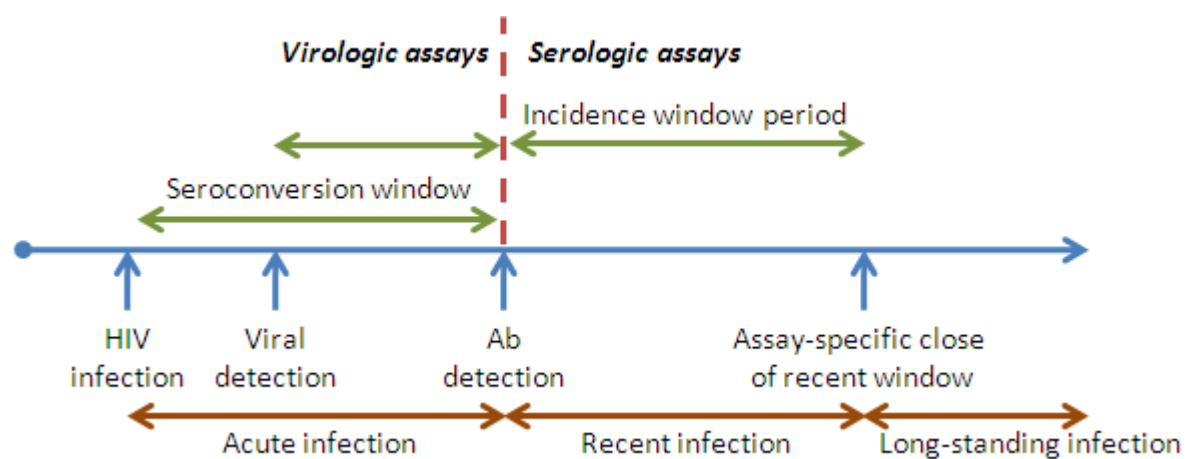 Virologic assays
Serologic assays
Incidence window period
Seroconversion window
HIV
infection
Viral
detection
Ab
detection
Assay-specific close
of recent window
Acute infection
Recent infection
Long-standing infection